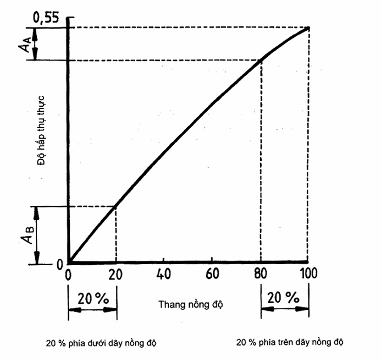 0,55
A_A
Độ hấp thụ thực
A_B
0
0 20 40 60 80 100
20 % 20 %
Thang nồng độ
20 % phía dưới dãy nồng độ 20 % phía trên dãy nồng độ